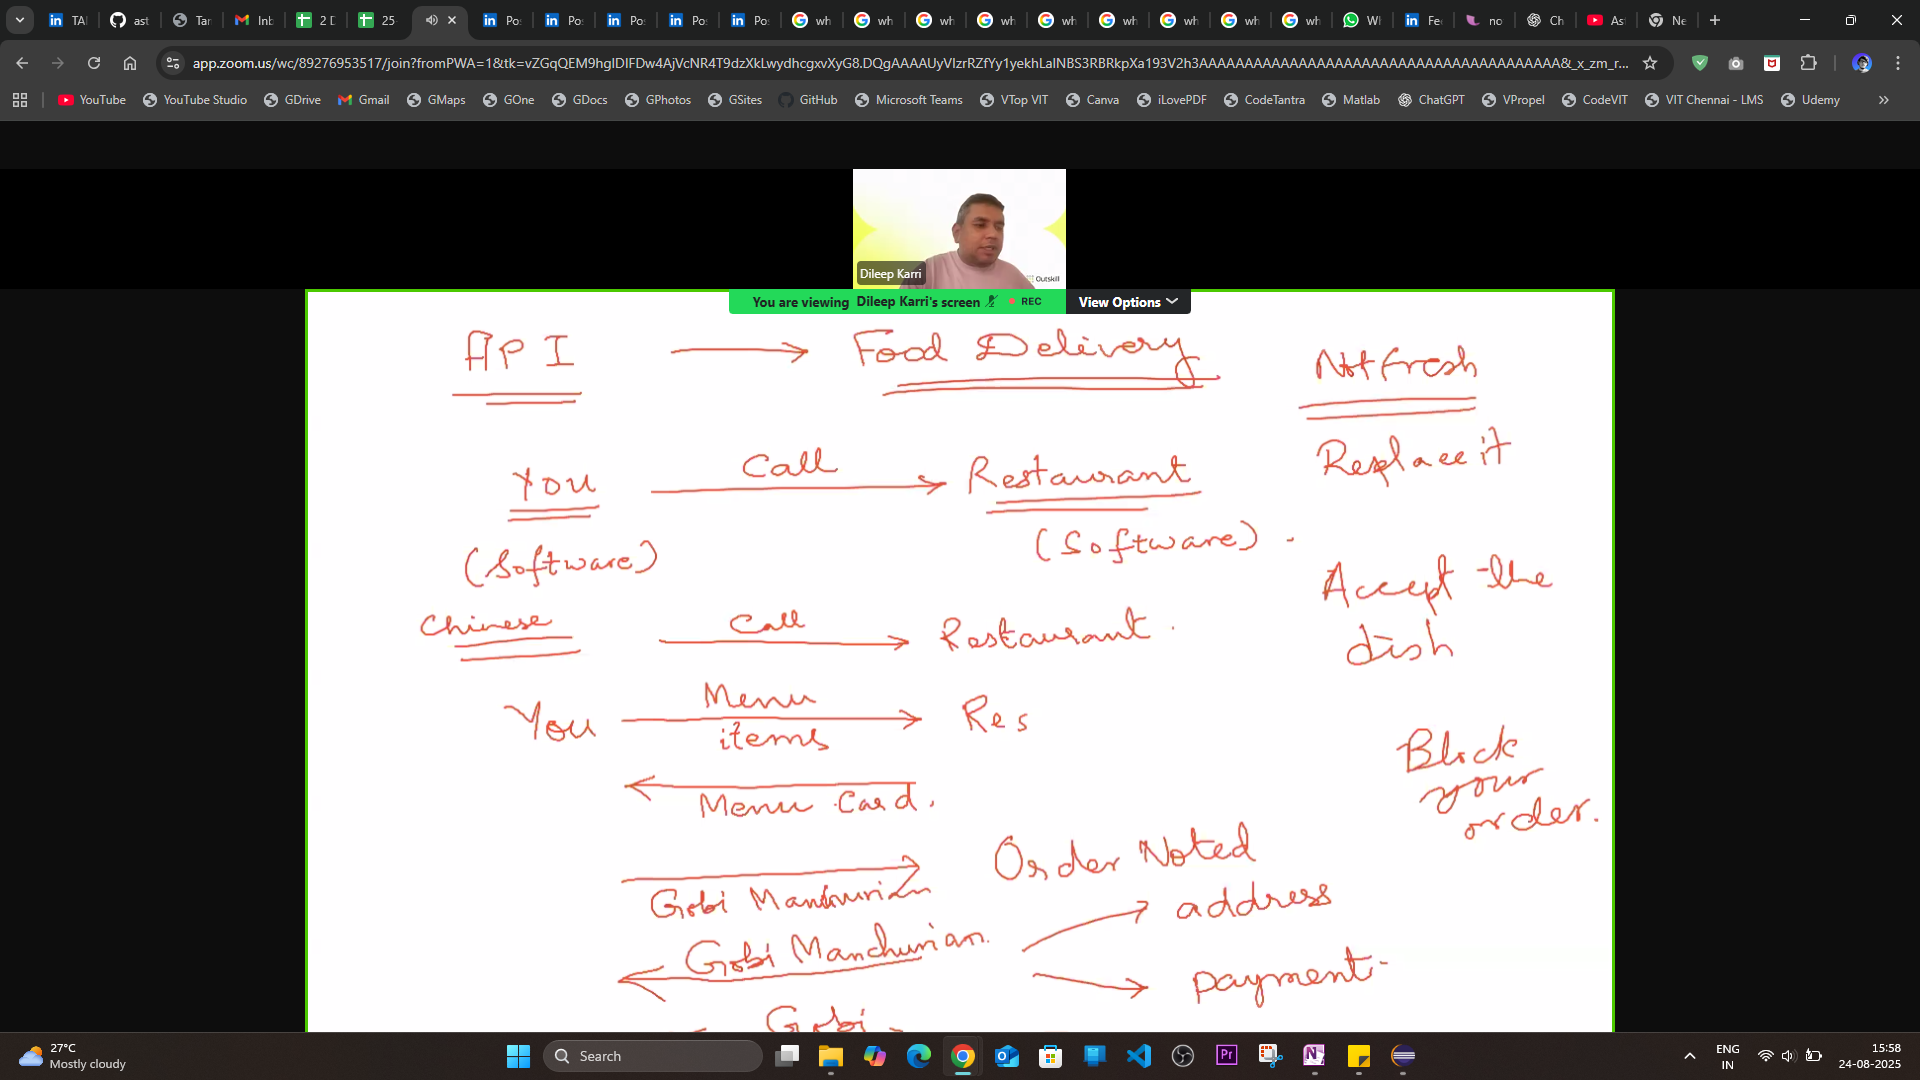 TA
ast
Tar
Inb
2 D
25-
Po:
Po:
Po:
Po:
Po:
wh
wh
wh
wh
wh
wh
wh
wh
wh
W
Fe
no
Ch
As
Ne
app.zoom.us/wc/89276953517/join?fromPWA=1&tk=vZGqQEM9hgIDIFDw4AjVcNR4T9dzXkLwydhcgxvXyG8.DQgAAAAUyVIzrRZfYy1yekhLaINBS3RBRkpXa193V2h3AAAAAAAAAAAAAAAAAAAAAAAAAAAAAAAAAAAAAAAA&_x_zm_r...
YouTube
YouTube Studio
GDrive
Gmail
GMaps
GOne
GDocs
GPhotos
GSites
GitHub
Microsoft Teams
VTop VIT
Canva
iLovePDF
CodeTantra
Matlab
ChatGPT
VPropel
CodeVIT
VIT Chennai - LMS
Udemy
Dileep Karri
Outskill
You are viewing Dileep Karri's screen
REC
View Options
API
Food Delivery
Not fresh
Replace it
You
Call
Restaurant
(Software)
(Software)
Accept the
dish
Chinese
Call
Restaurant
You
Menu
items
Res
Menu Card.
Block
your
order.
Gobi Manchurian
Order Noted
address
Gobi Manchurian
payment
Gobi
27°C
Mostly cloudy
Search
ENG
IN
15:58
24-08-2025